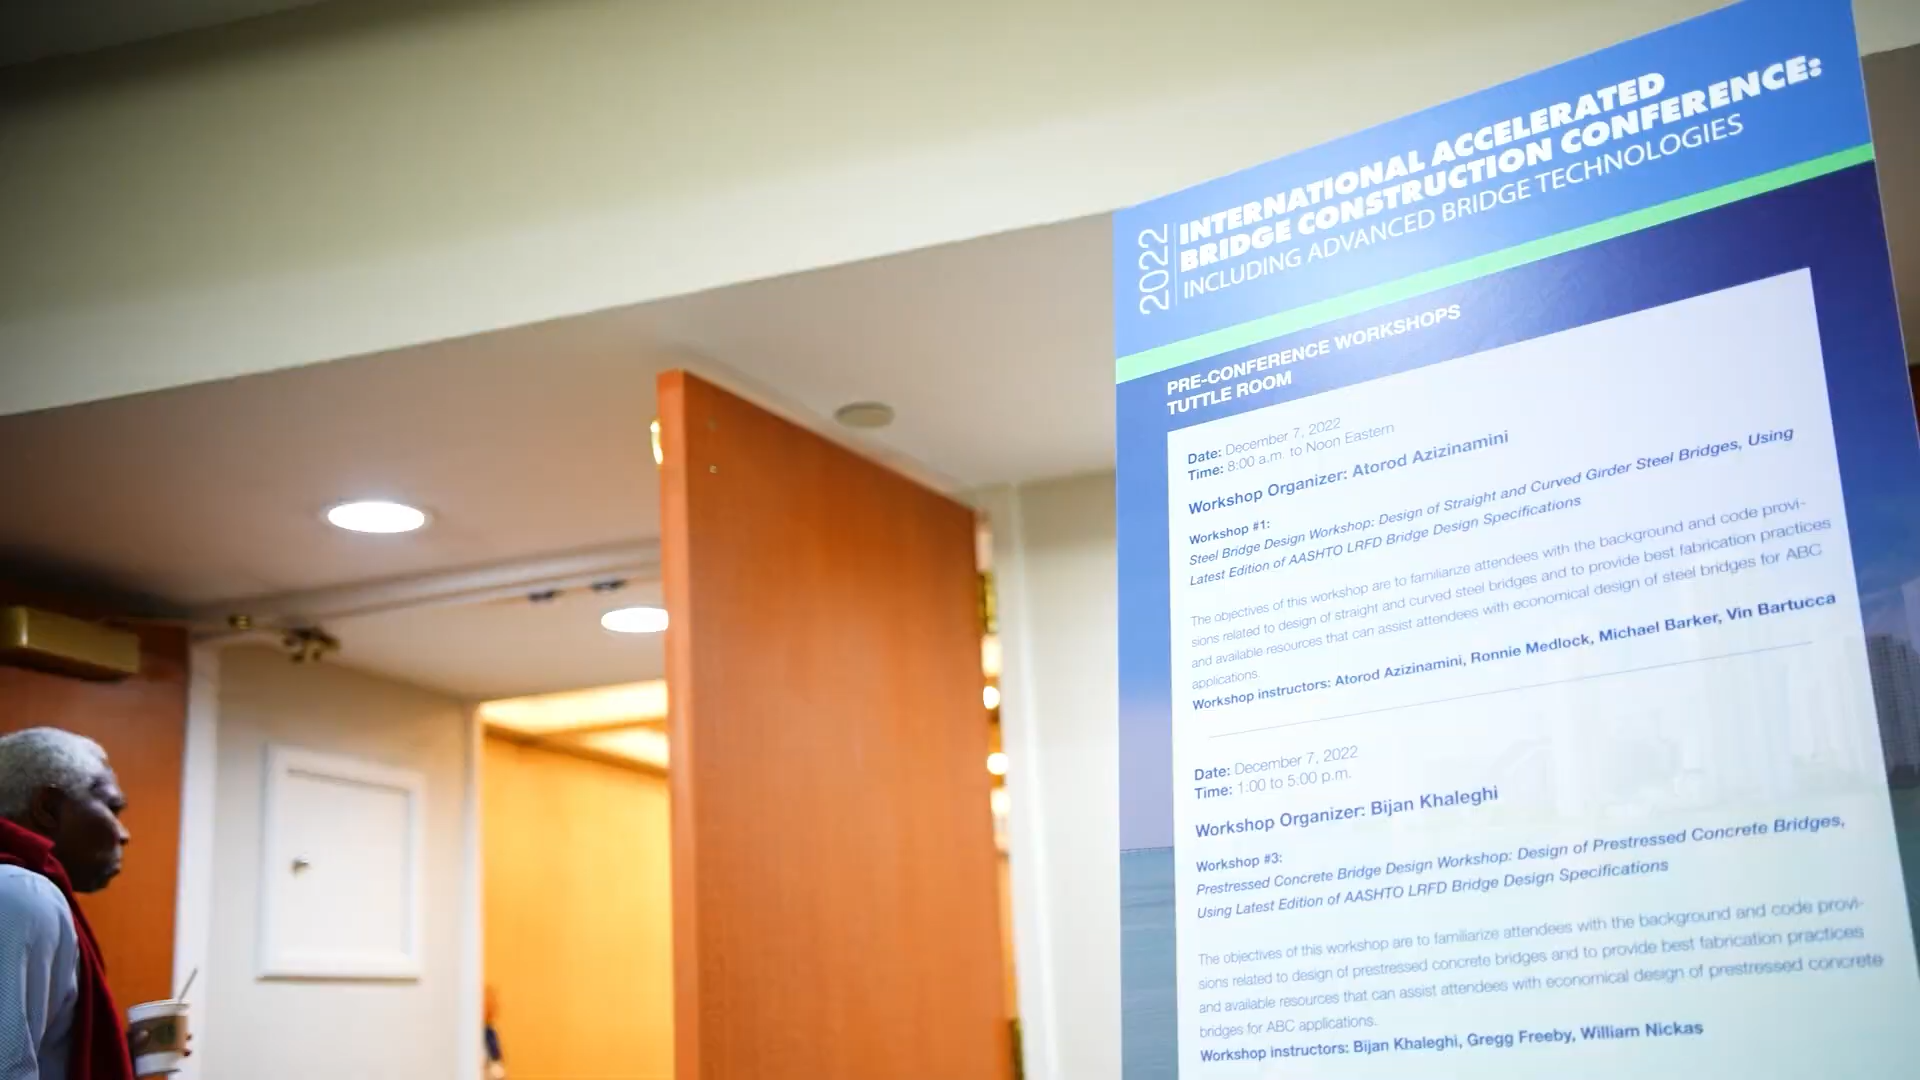 2022
INTERNATIONAL ACCELERATED
BRIDGE CONSTRUCTION CONFERENCE:
INCLUDING ADVANCED BRIDGE TECHNOLOGIES
PRE-CONFERENCE WORKSHOPS
TUTTLE ROOM
Date: December 7, 2022
Time: 8:00 a.m. to Noon Eastern
Workshop Organizer: Atorod Azizinamini
Workshop #1:
Steel Bridge Design Workshop: Design of Straight and Curved Girder Steel Bridges, Using
Latest Edition of AASHTO LRFD Bridge Design Specifications
The objectives of this workshop are to familiarize attendees with the background and code provi-
sions related to design of straight and curved steel bridges and to provide best fabrication practices
and available resources that can assist attendees with economical design of steel bridges for ABC
applications.
Workshop instructors: Atorod Azizinamini, Ronnie Medlock, Michael Barker, Vin Bartucca
Date: December 7, 2022
Time: 1:00 to 5:00 p.m.
Workshop Organizer: Bijan Khaleghi
Workshop #3:
Prestressed Concrete Bridge Design Workshop: Design of Prestressed Concrete Bridges,
Using Latest Edition of AASHTO LRFD Bridge Design Specifications
The objectives of this workshop are to familiarize attendees with the background and code provi-
sions related to design of prestressed concrete bridges and to provide best fabrication practices
and available resources that can assist attendees with economical design of prestressed concrete
bridges for ABC applications.
Workshop instructors: Bijan Khaleghi, Gregg Freeby, William Nickas